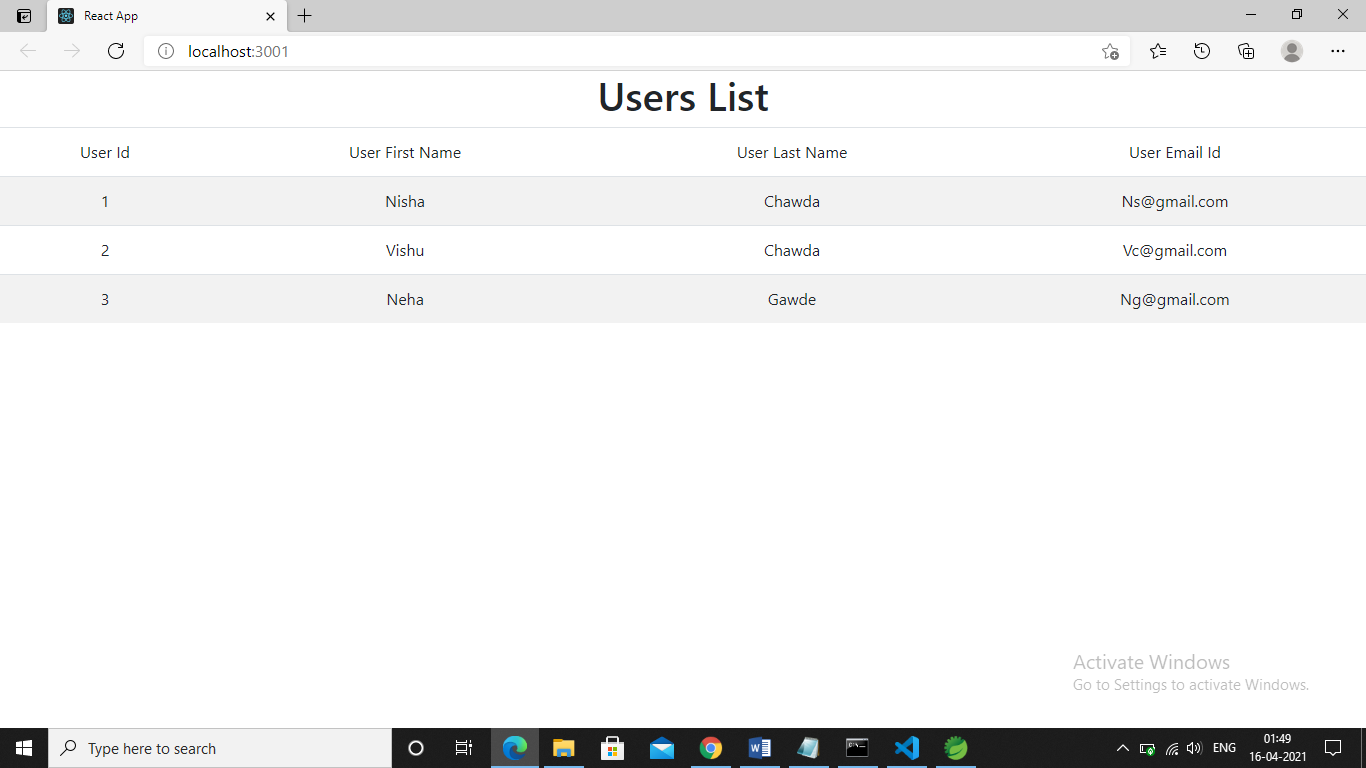 React App
localhost:3001
Users List
User Id User First Name User Last Name User Email Id
1 Nisha Chawda Ns@gmail.com
2 Vishu Chawda Vc@gmail.com
3 Neha Gawde Ng@gmail.com
Activate Windows
Go to Settings to activate Windows.
Type here to search
ENG
01:49
16-04-2021